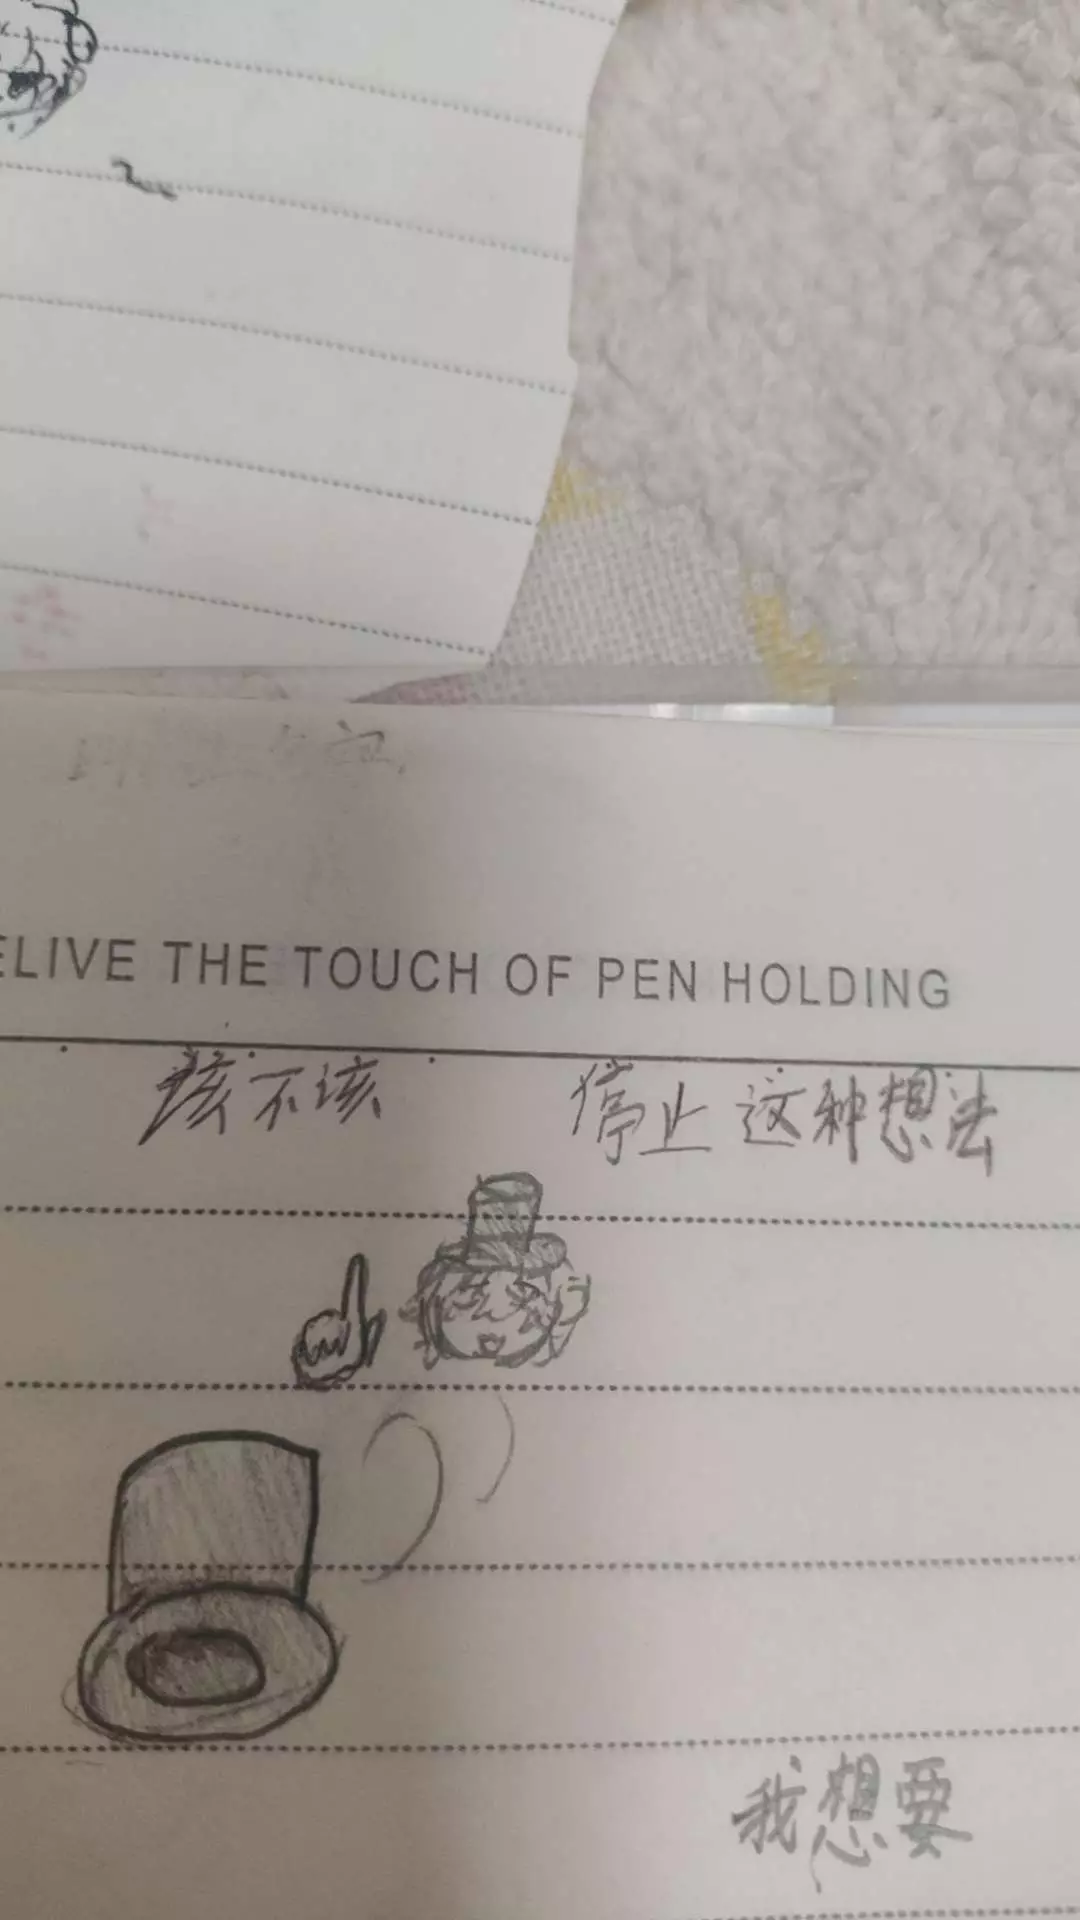 ELIVE THE TOUCH OF PEN HOLDING
该不该 停止这种想法
我想要